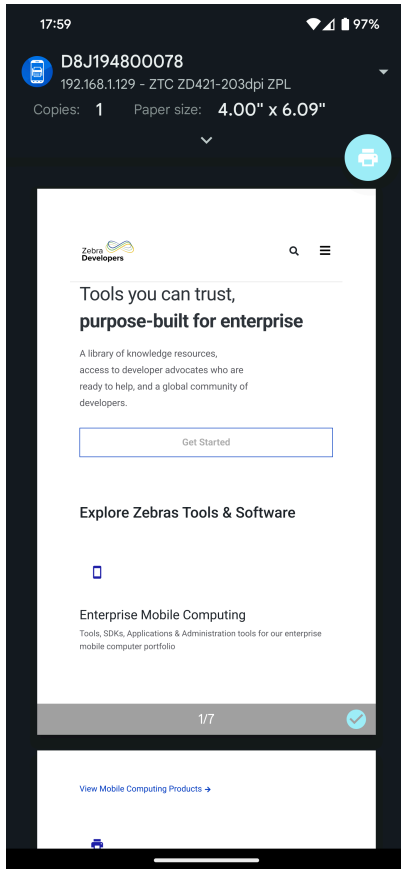 17:59
97%
D8J194800078
192.168.1.129 - ZTC ZD421-203dpi ZPL
Copies: 1 Paper size: 4.00" x 6.09"
Zebra
Developers
Tools you can trust,
purpose-built for enterprise
A library of knowledge resources,
access to developer advocates who are
ready to help, and a global community of
developers.
Get Started
Explore Zebras Tools & Software
Enterprise Mobile Computing
Tools, SDKs, Applications & Administration tools for our enterprise
mobile computer portfolio
1/7
View Mobile Computing Products →